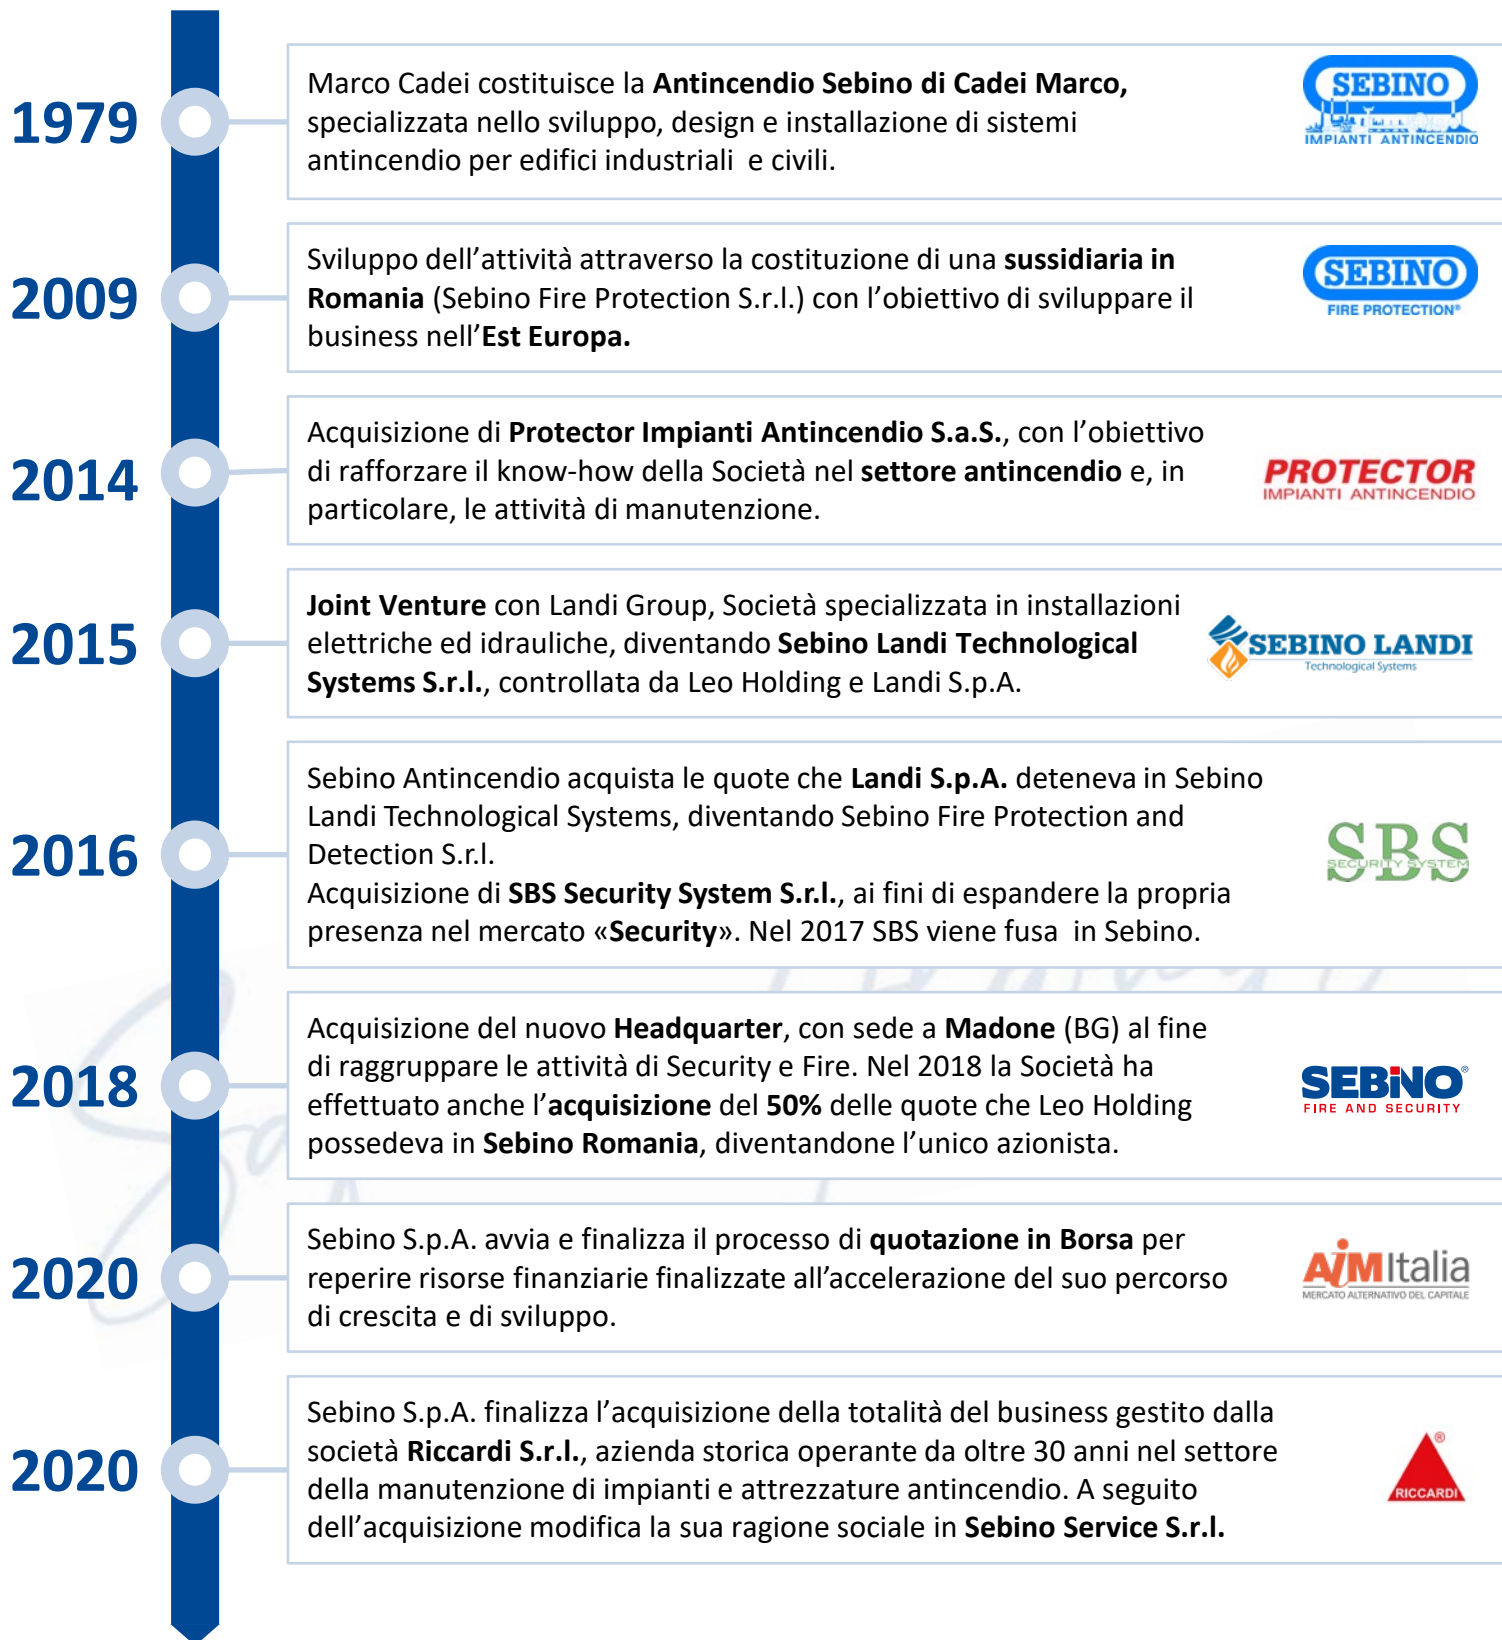 1979
Marco Cadei costituisce la Antincendio Sebino di Cadei Marco,
specializzata nello sviluppo, design e installazione di sistemi
antincendio per edifici industriali e civili.
SEBINO
IMPIANTI ANTINCENDIO
2009
Sviluppo dell’attività attraverso la costituzione di una sussidiaria in
Romania (Sebino Fire Protection S.r.l.) con l’obiettivo di sviluppare il
business nell’Est Europa.
SEBINO
FIRE PROTECTION®
2014
Acquisizione di Protector Impianti Antincendio S.a.S., con l’obiettivo
di rafforzare il know-how della Società nel settore antincendio e, in
particolare, le attività di manutenzione.
PROTECTOR
IMPIANTI ANTINCENDIO
2015
Joint Venture con Landi Group, Società specializzata in installazioni
elettriche ed idrauliche, diventando Sebino Landi Technological
Systems S.r.l., controllata da Leo Holding e Landi S.p.A.
SEBINO LANDI
Technological Systems
2016
Sebino Antincendio acquista le quote che Landi S.p.A. deteneva in Sebino
Landi Technological Systems, diventando Sebino Fire Protection and
Detection S.r.l.
Acquisizione di SBS Security System S.r.l., ai fini di espandere la propria
presenza nel mercato «Security». Nel 2017 SBS viene fusa in Sebino.
SBS
SECURITY SYSTEM
2018
Acquisizione del nuovo Headquarter, con sede a Madone (BG) al fine
di raggruppare le attività di Security e Fire. Nel 2018 la Società ha
effettuato anche l’acquisizione del 50% delle quote che Leo Holding
possedeva in Sebino Romania, diventandone l’unico azionista.
SEBiNO®
FIRE AND SECURITY
2020
Sebino S.p.A. avvia e finalizza il processo di quotazione in Borsa per
reperire risorse finanziarie finalizzate all’accelerazione del suo percorso
di crescita e di sviluppo.
AiM Italia
MERCATO ALTERNATIVO DEL CAPITALE
2020
Sebino S.p.A. finalizza l’acquisizione della totalità del business gestito dalla
società Riccardi S.r.l., azienda storica operante da oltre 30 anni nel settore
della manutenzione di impianti e attrezzature antincendio. A seguito
dell’acquisizione modifica la sua ragione sociale in Sebino Service S.r.l.
®
RICCARDI